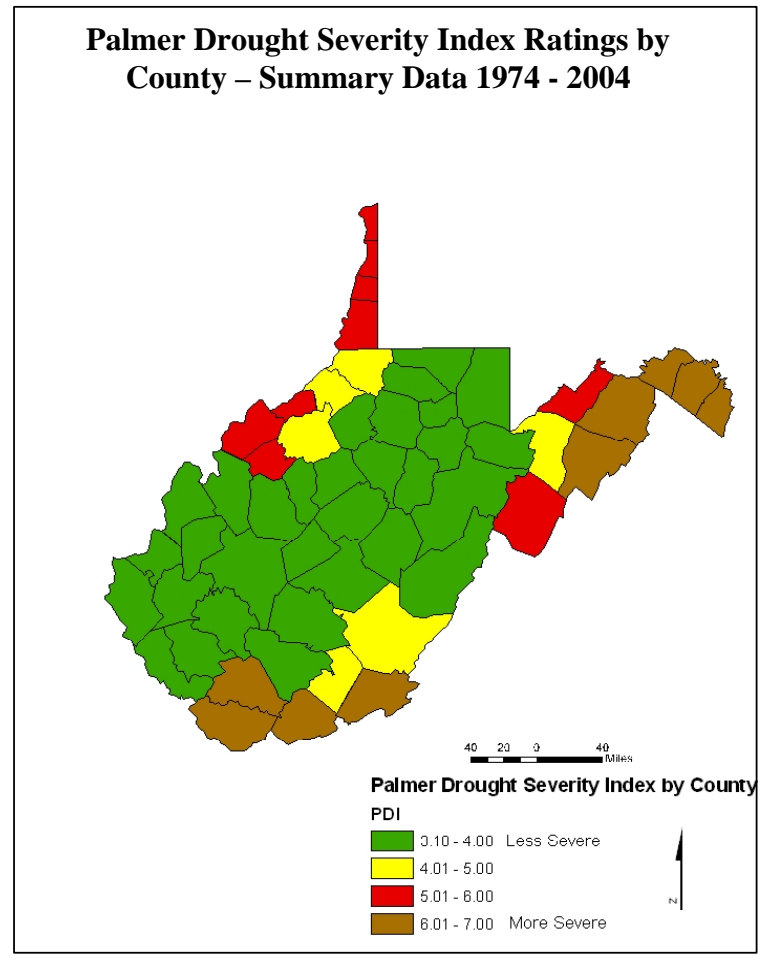 Palmer Drought Severity Index Ratings by
County – Summary Data 1974 - 2004
40 20 0 40
Miles
Palmer Drought Severity Index by County
PDI
3.10 - 4.00 Less Severe
4.01 - 5.00
5.01 - 6.00
6.01 - 7.00 More Severe
N